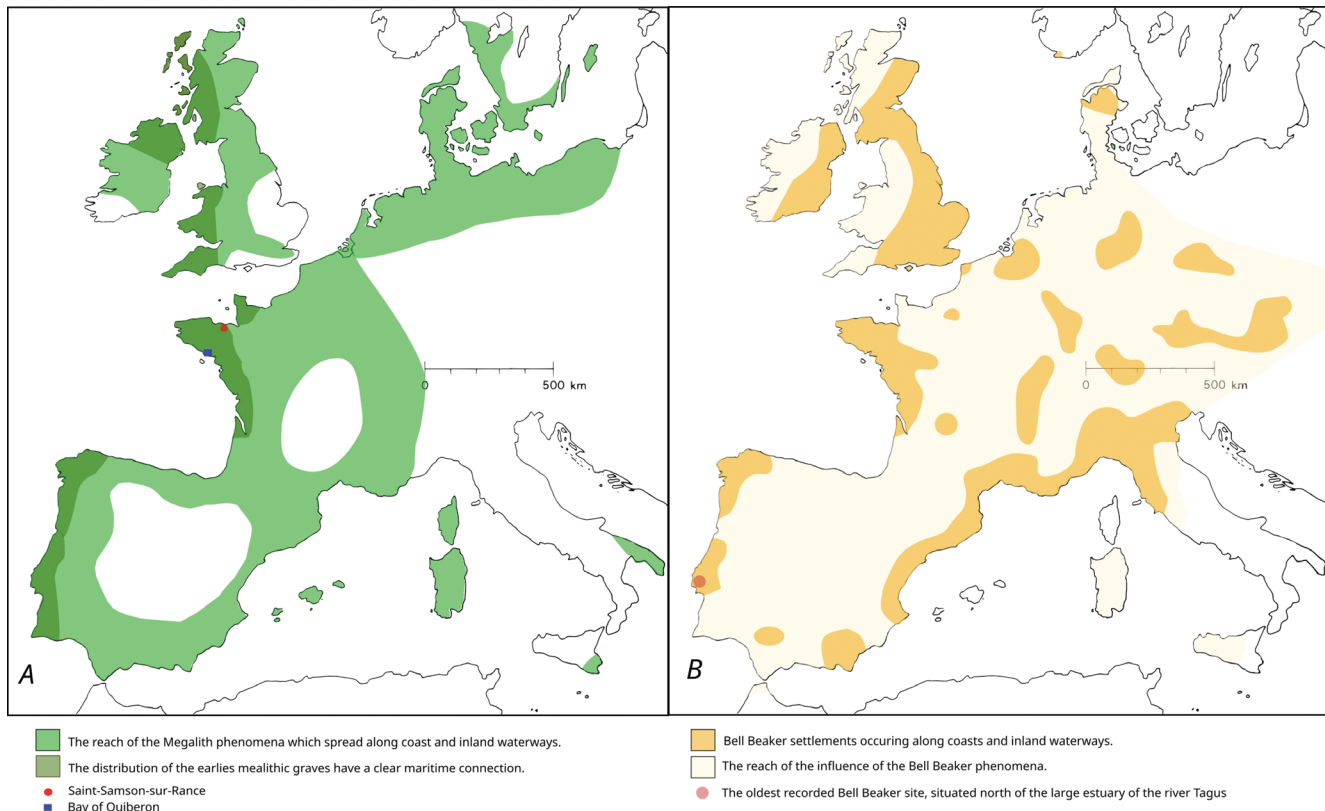 0
500 km
A
0
500 km
B
The reach of the Megalith phenomena which spread along coast and inland waterways.
The distribution of the earlies mealithic graves have a clear maritime connection.
Saint-Samson-sur-Rance
Bay of Quiberon
Bell Beaker settlements occuring along coasts and inland waterways.
The reach of the influence of the Bell Beaker phenomena.
The oldest recorded Bell Beaker site, situated north of the large estuary of the river Tagus